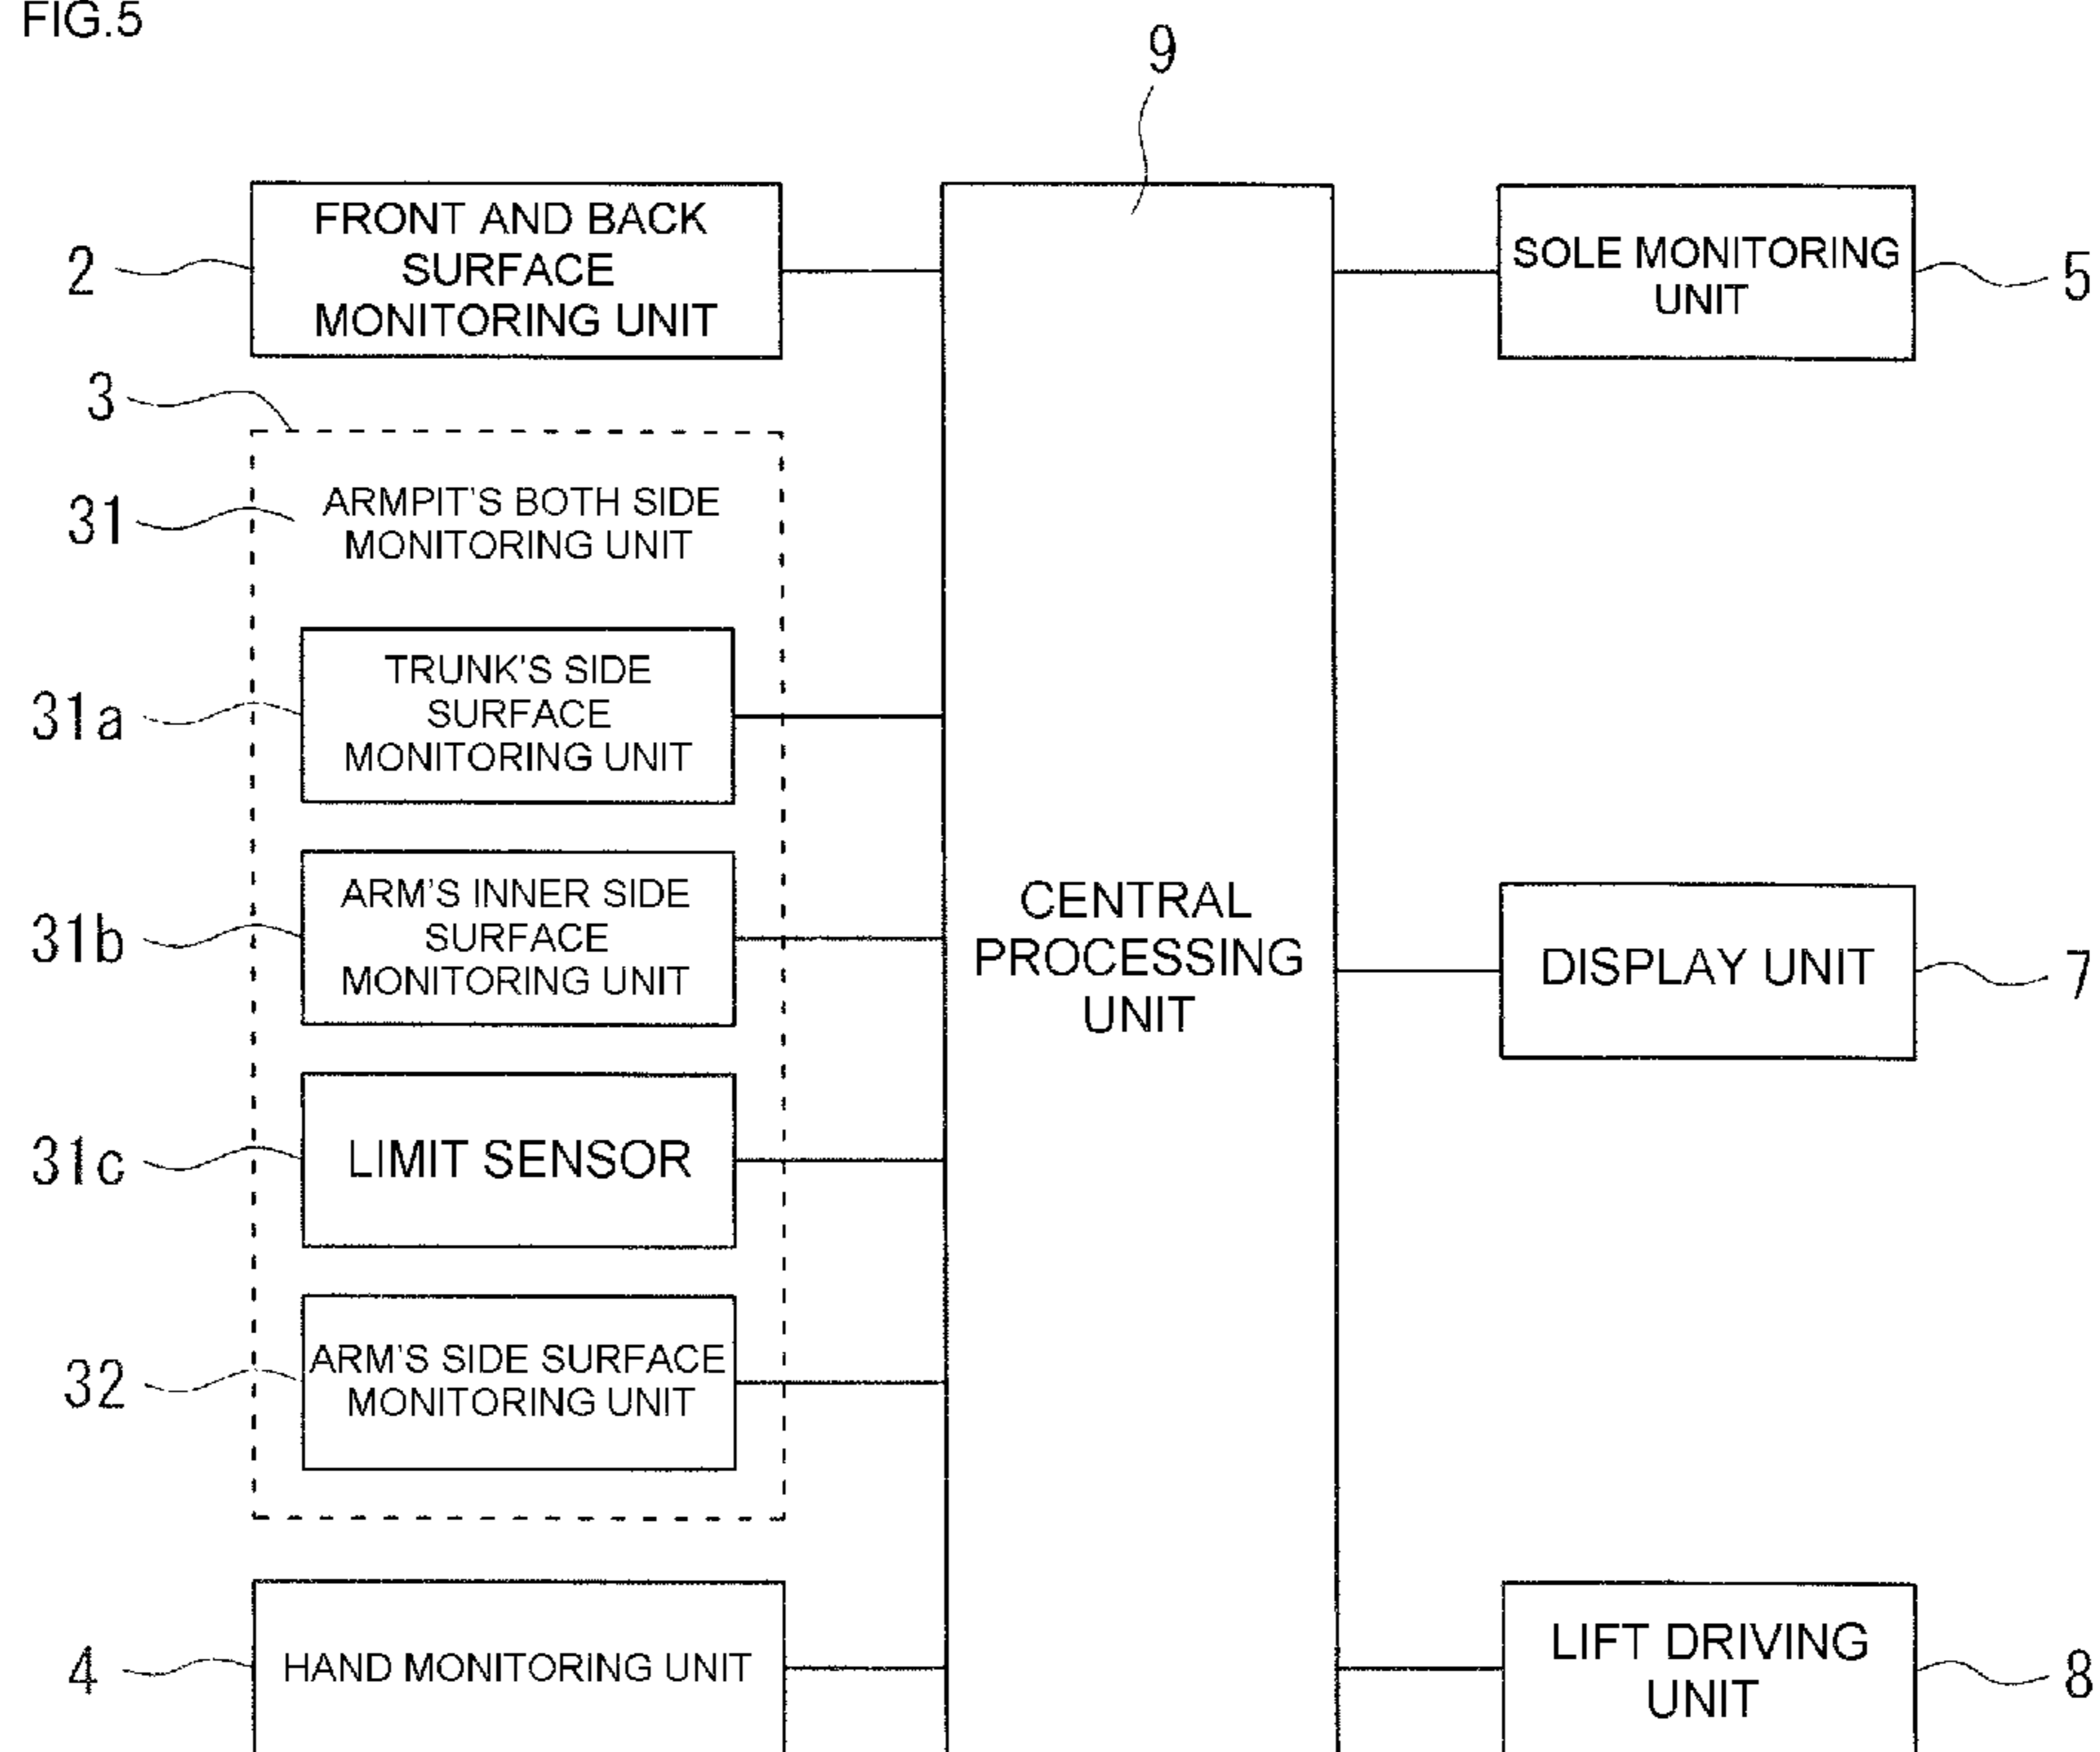 FIG.5
9
2
FRONT AND BACK
SURFACE
MONITORING UNIT
SOLE MONITORING
UNIT
5
3
31
ARMPIT'S BOTH SIDE
MONITORING UNIT
31a
TRUNK'S SIDE
SURFACE
MONITORING UNIT
31b
ARM'S INNER SIDE
SURFACE
MONITORING UNIT
CENTRAL
PROCESSING
UNIT
DISPLAY UNIT
7
31c
LIMIT SENSOR
32
ARM'S SIDE SURFACE
MONITORING UNIT
4
HAND MONITORING UNIT
LIFT DRIVING
UNIT
8